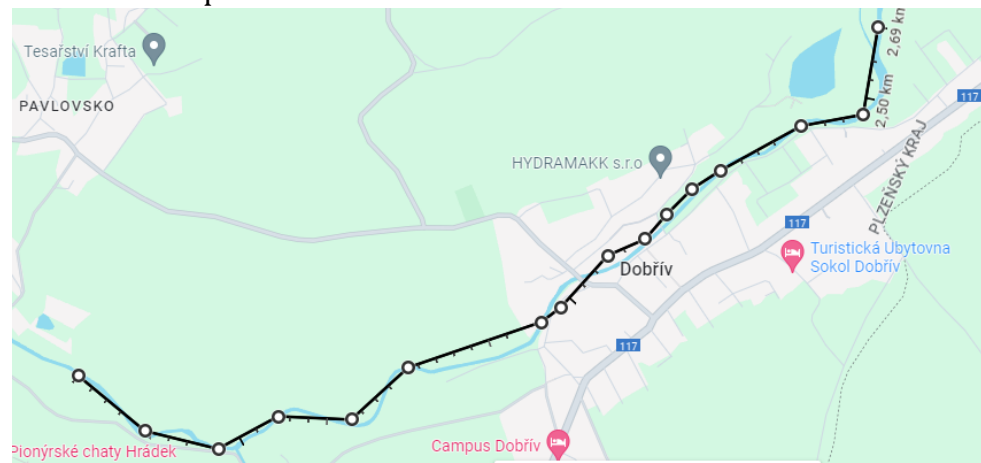 Tesařství Krafta
PAVLOVSKO
2,69 km
2,50 km
117
HYDRAMAKK s.r.o
PLZEŇSKÝ KRAJ
117
Turistická Ubytovna
Sokol Dobřív
Dobřív
117
Campus Dobřív
Pionýrské chaty Hrádek